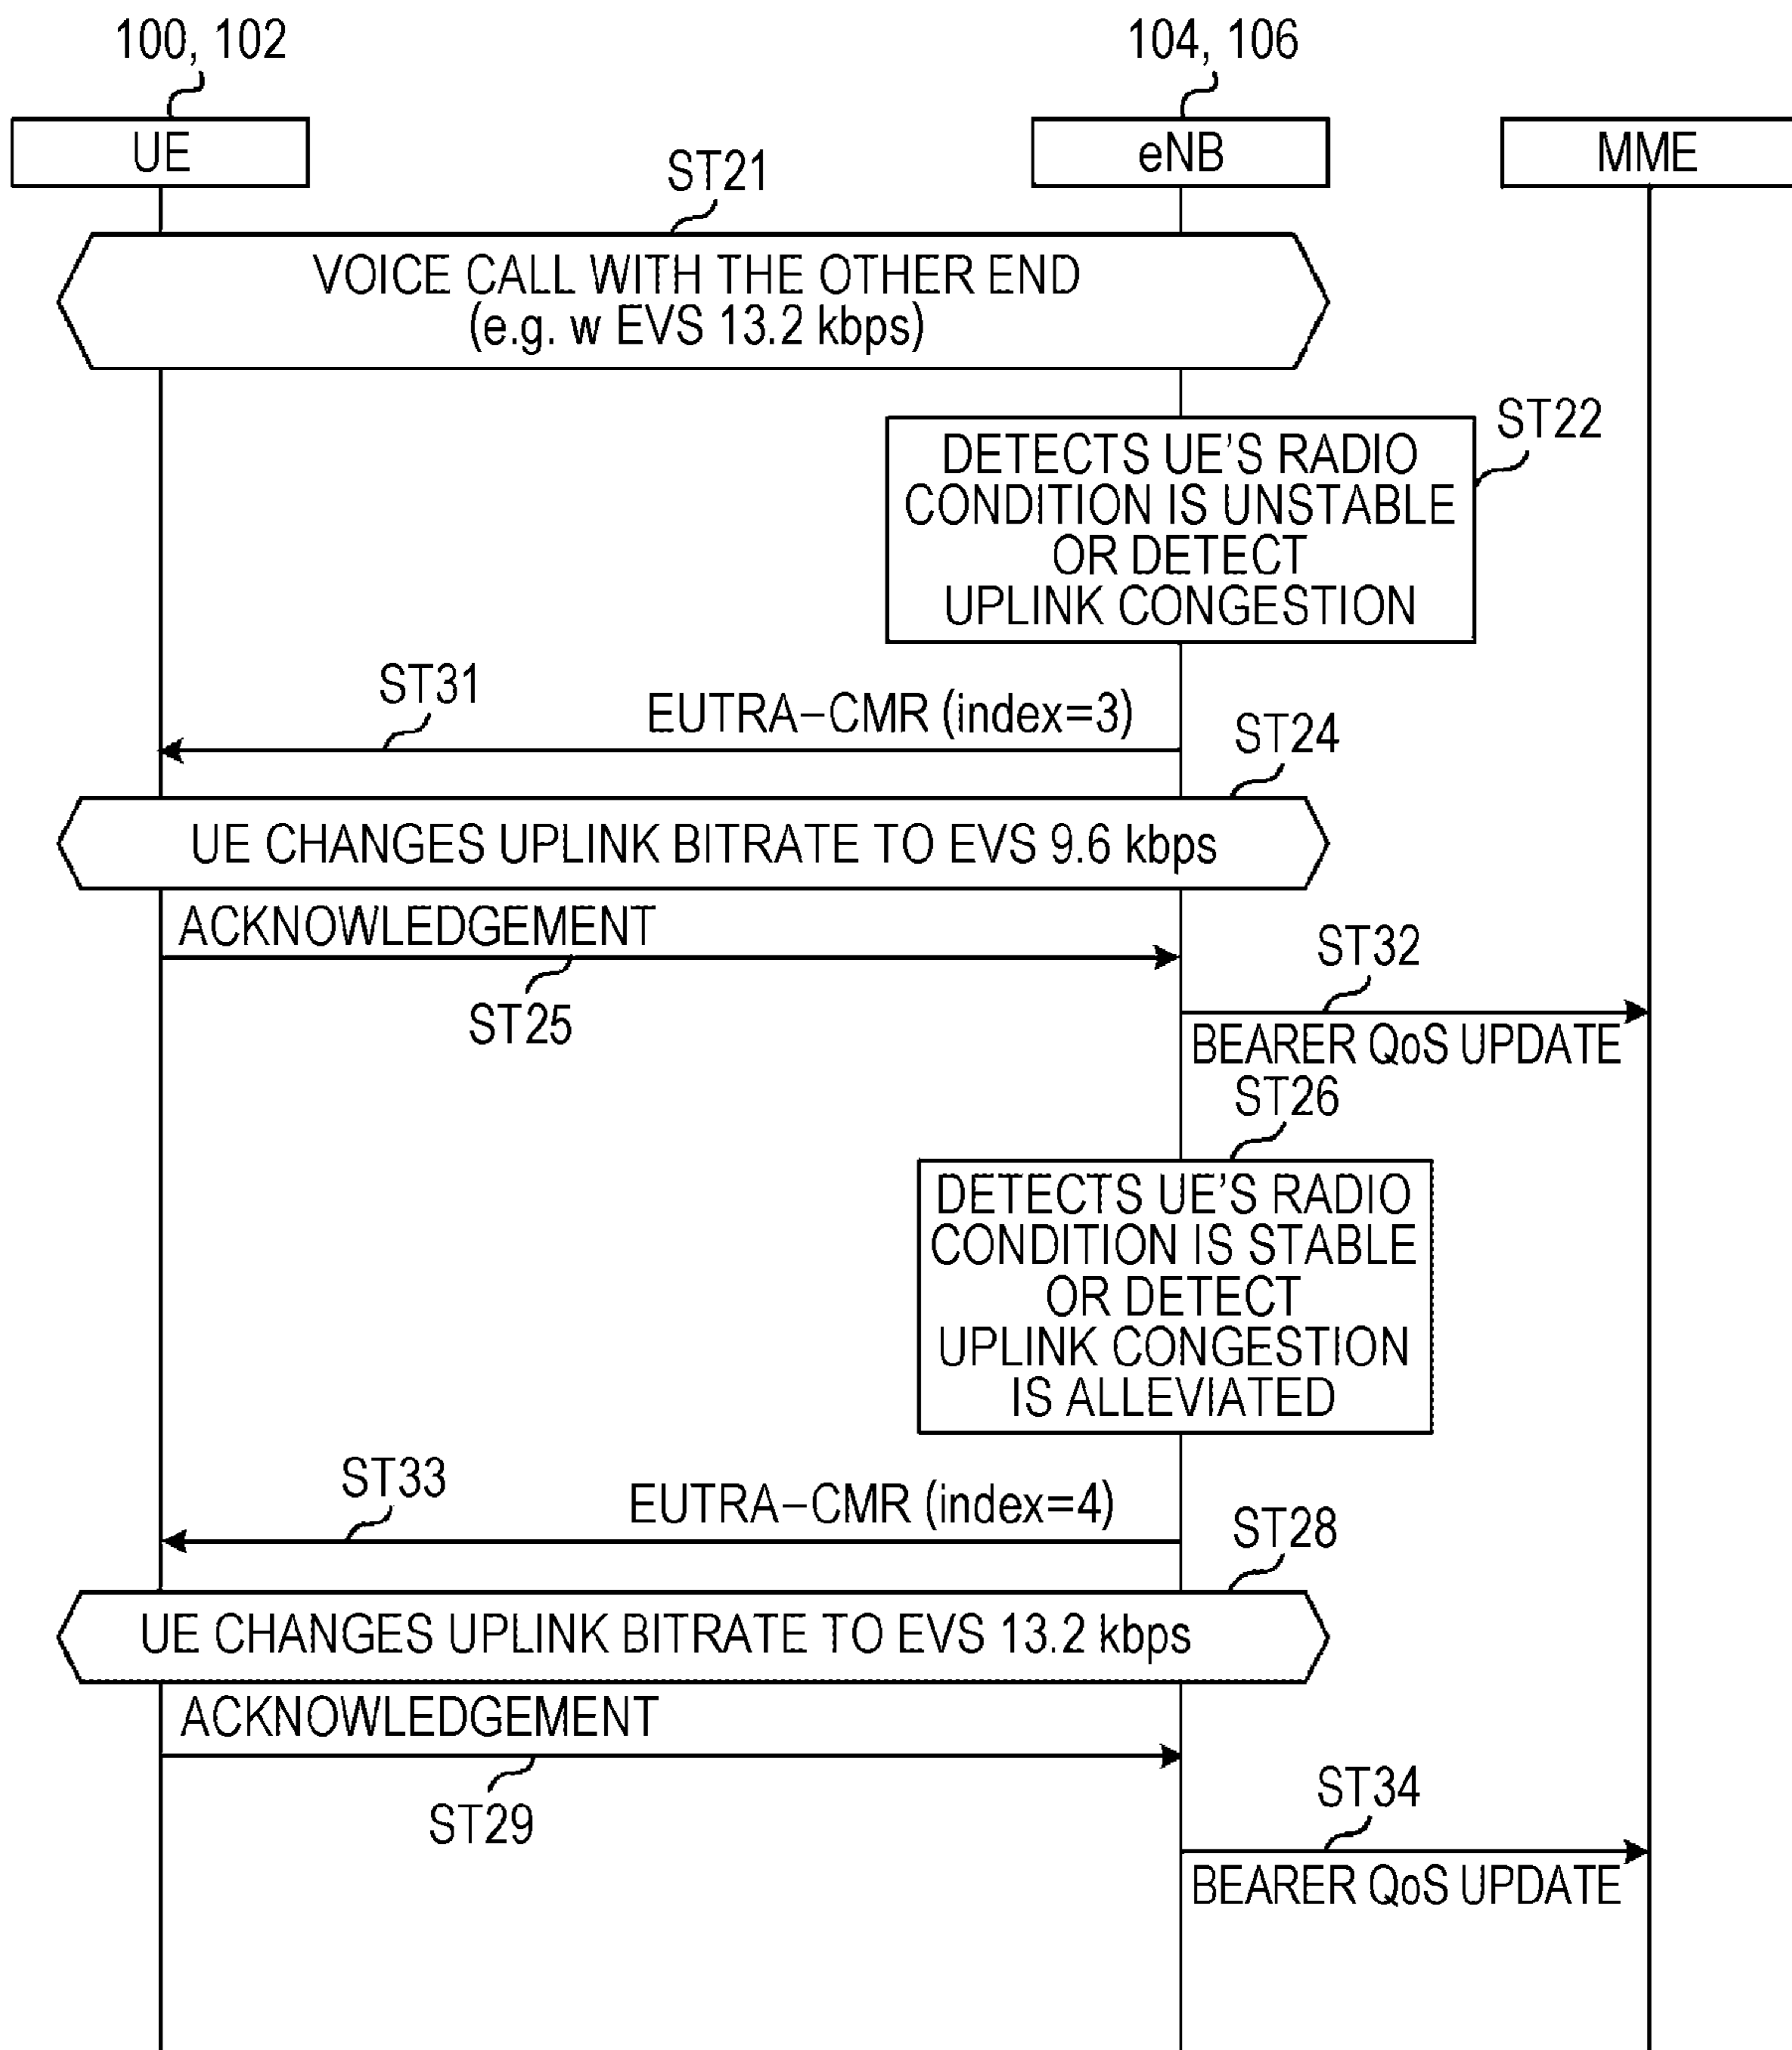 100, 102
104, 106
UE
eNB
MME
ST21
VOICE CALL WITH THE OTHER END
(e.g. w EVS 13.2 kbps)
ST22
DETECTS UE'S RADIO
CONDITION IS UNSTABLE
OR DETECT
UPLINK CONGESTION
ST31
EUTRA-CMR (index=3)
ST24
UE CHANGES UPLINK BITRATE TO EVS 9.6 kbps
ACKNOWLEDGEMENT
ST32
ST25
BEARER QoS UPDATE
ST26
DETECTS UE'S RADIO
CONDITION IS STABLE
OR DETECT
UPLINK CONGESTION
IS ALLEVIATED
ST33
EUTRA-CMR (index=4)
ST28
UE CHANGES UPLINK BITRATE TO EVS 13.2 kbps
ACKNOWLEDGEMENT
ST34
ST29
BEARER QoS UPDATE